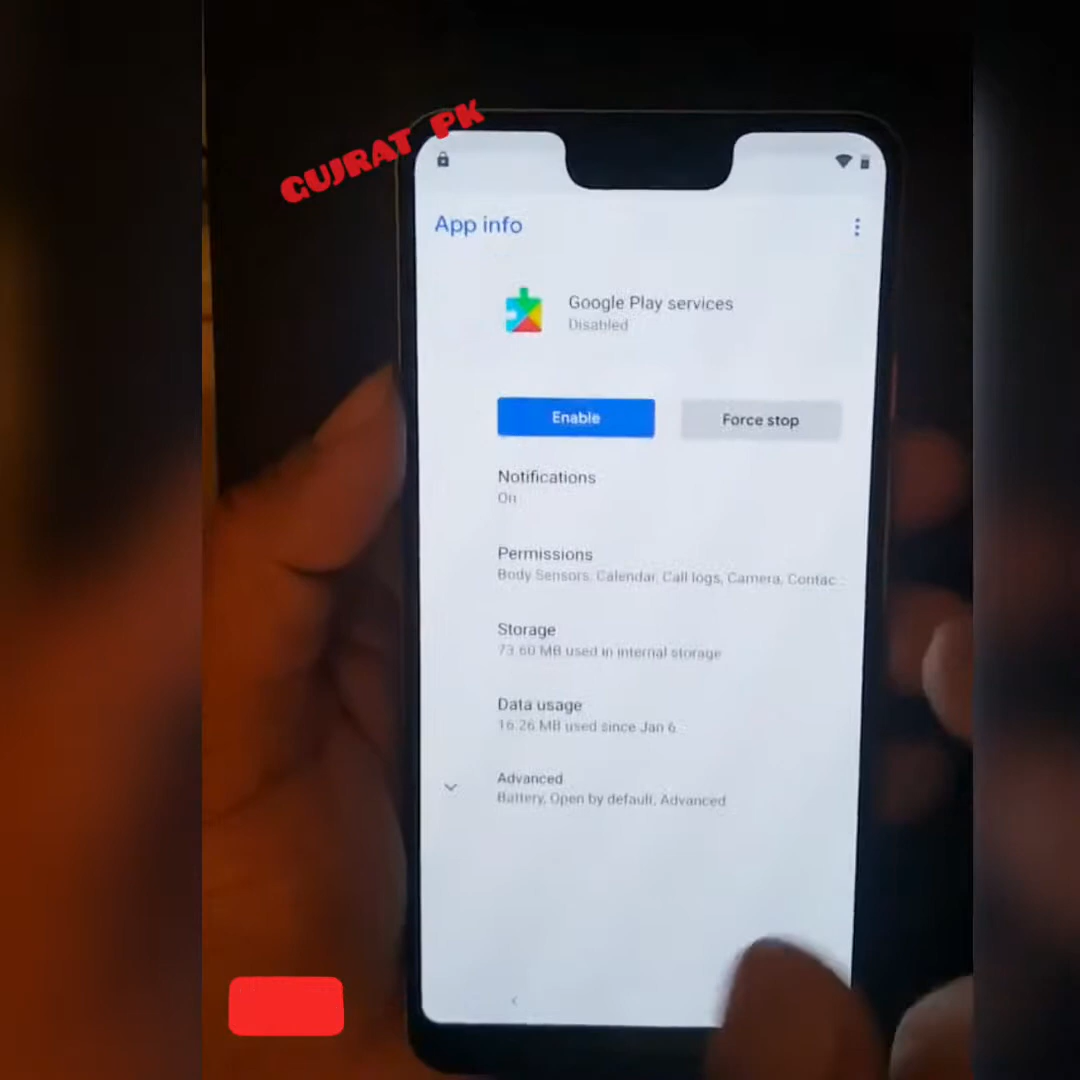 GUJRAT PK
App info
Google Play services
Disabled
Enable
Force stop
Notifications
On
Permissions
Body Sensors, Calendar, Call logs, Camera, Contac...
Storage
73.60 MB used in internal storage
Data usage
16.26 MB used since Jan 6
Advanced
Battery, Open by default, Advanced